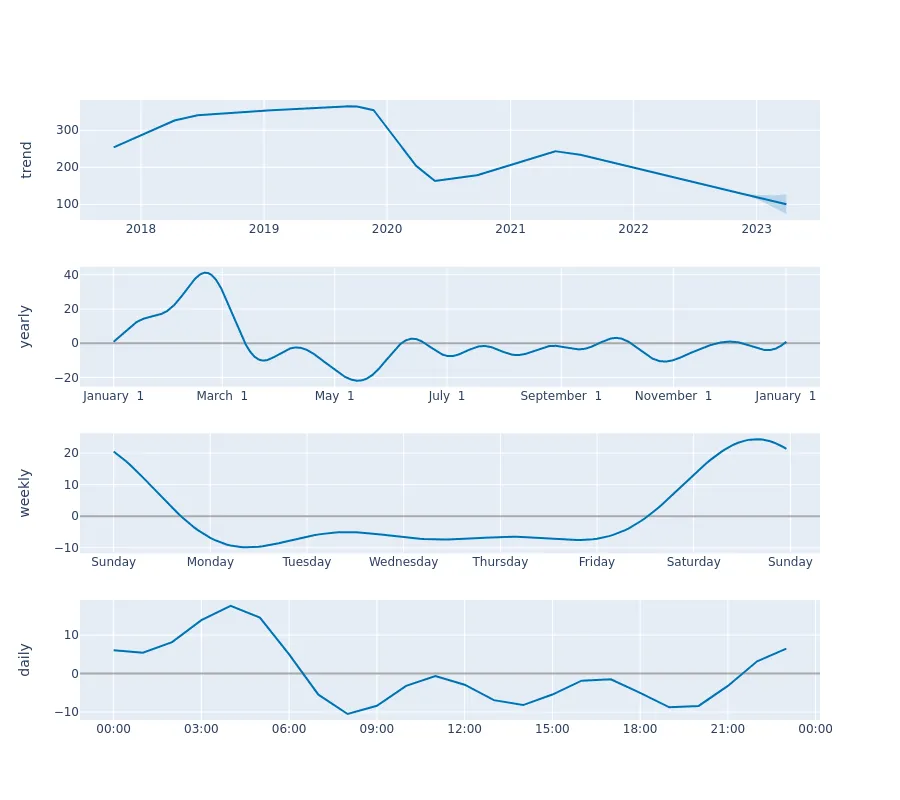 trend
300
200
100
2018 2019 2020 2021 2022 2023
yearly
40
20
0
−20
January 1 March 1 May 1 July 1 September 1 November 1 January 1
weekly
20
10
0
−10
Sunday Monday Tuesday Wednesday Thursday Friday Saturday Sunday
daily
10
0
−10
00:00 03:00 06:00 09:00 12:00 15:00 18:00 21:00 00:00